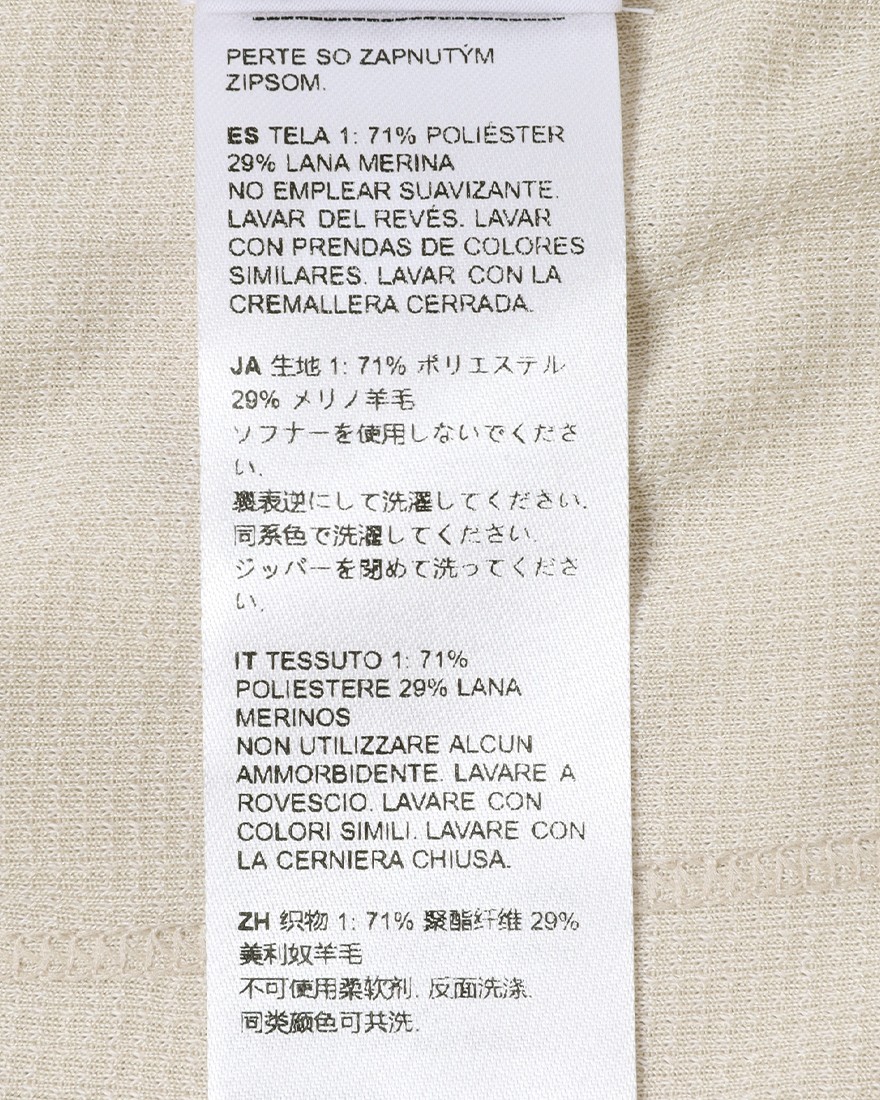 PERTE SO ZAPNUTÝM
ZIPSOM.
ES TELA 1: 71% POLIÉSTER
29% LANA MERINA
NO EMPLEAR SUAVIZANTE.
LAVAR DEL REVÉS. LAVAR
CON PRENDAS DE COLORES
SIMILARES. LAVAR CON LA
CREMALLERA CERRADA.
JA 生地 1: 71% ポリエステル
29% メリノ羊毛
ソフナーを使用しないでくださ
い.
裏表逆にして洗濯してください.
同系色で洗濯してください.
ジッパーを閉めて洗ってくださ
い.
IT TESSUTO 1: 71%
POLIESTERE 29% LANA
MERINOS
NON UTILIZZARE ALCUN
AMMORBIDENTE. LAVARE A
ROVESCIO. LAVARE CON
COLORI SIMILI. LAVARE CON
LA CERNIERA CHIUSA.
ZH 织物 1: 71% 聚酯纤维 29%
美利奴羊毛
不可使用柔软剂. 反面洗涤.
同类颜色可共洗.